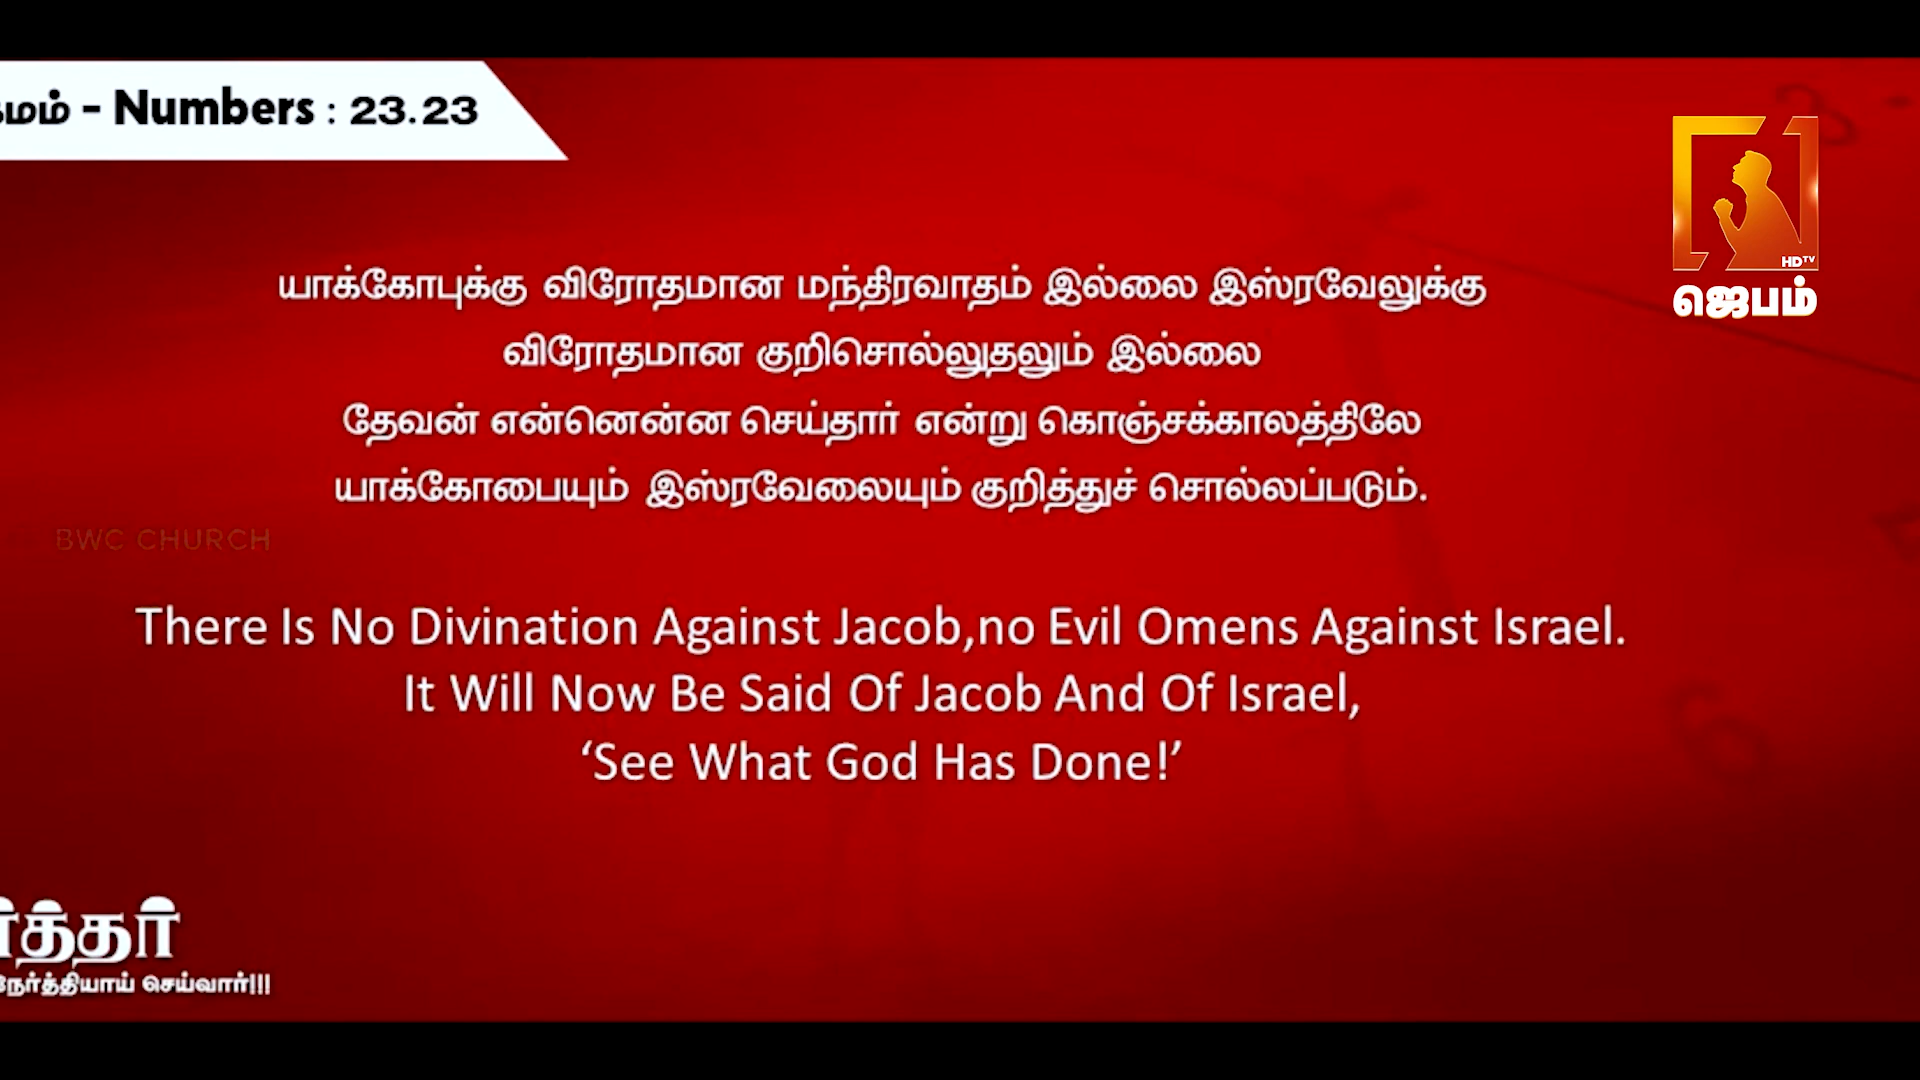 - Numbers : 23.23
HDTV
ஜெபம்
யாக்கோபுக்கு விரோதமான மந்திரவாதம் இல்லை இஸ்ரவேலுக்கு
விரோதமான குறிசொல்லுதலும் இல்லை
தேவன் என்னென்ன செய்தார் என்று கொஞ்சக்காலத்திலே
யாக்கோபையும் இஸ்ரவேலையும் குறித்துச் சொல்லப்படும்.
BWC CHURCH
There Is No Divination Against Jacob,no Evil Omens Against Israel.
It Will Now Be Said Of Jacob And Of Israel,
‘See What God Has Done!’
நேர்த்தியாய் செய்வார்!!!